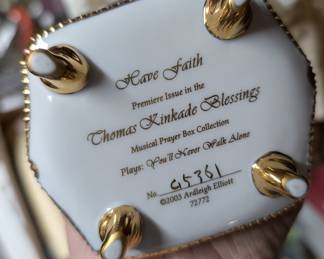 Have Faith
Premiere Issue in the
Thomas Kinkade Blessings
Musical Prayer Box Collection
Plays: You'll Never Walk Alone
No. G5361
©2003 Ardleigh Elliott
72772